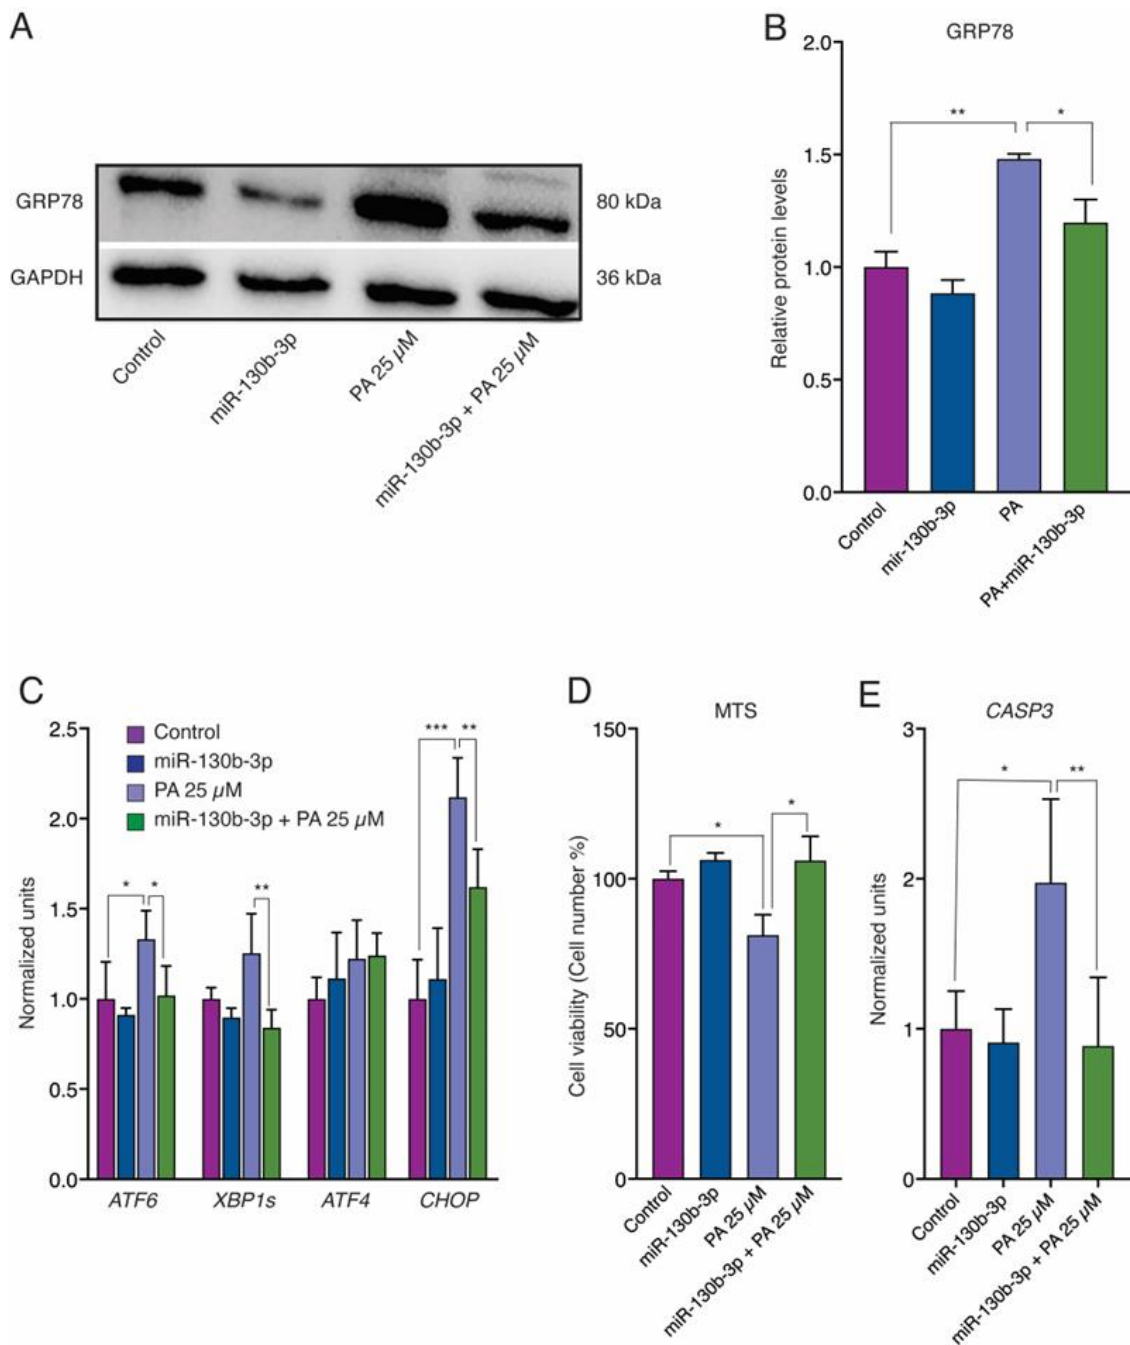 A
GRP78
80 kDa
GAPDH
36 kDa
Control
miR-130b-3p
PA 25 µM
miR-130b-3p + PA 25 µM
B
GRP78
Relative protein levels
2.0
1.5
1.0
0.5
0.0
**
*
Control
mir-130b-3p
PA
PA+miR-130b-3p
C
Normalized units
2.5
2.0
1.5
1.0
0.5
0.0
Control
miR-130b-3p
PA 25 µM
miR-130b-3p + PA 25 µM
*
*
**
***
**
ATF6
XBP1s
ATF4
CHOP
D
MTS
Cell viability (Cell number %)
150
100
50
0
*
*
Control
miR-130b-3p
PA 25 µM
miR-130b-3p + PA 25 µM
E
CASP3
Normalized units
3
2
1
0
*
**
Control
miR-130b-3p
PA 25 µM
miR-130b-3p + PA 25 µM